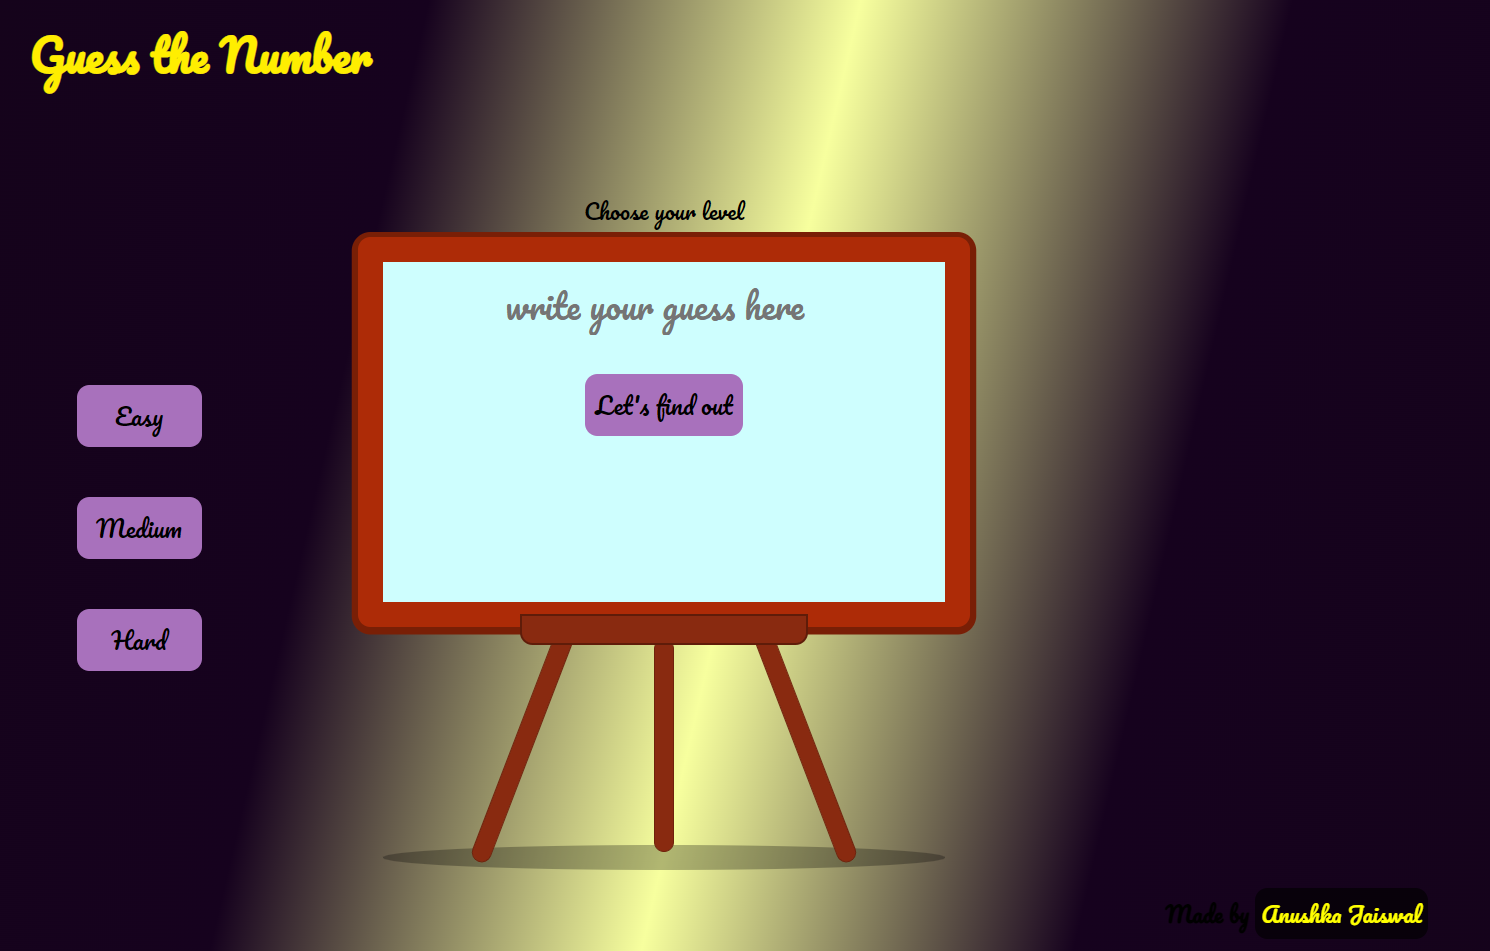 Guess the Number
Choose your level
write your guess here
Let's find out
Easy
Medium
Hard
Made by Anushka Jaiswal